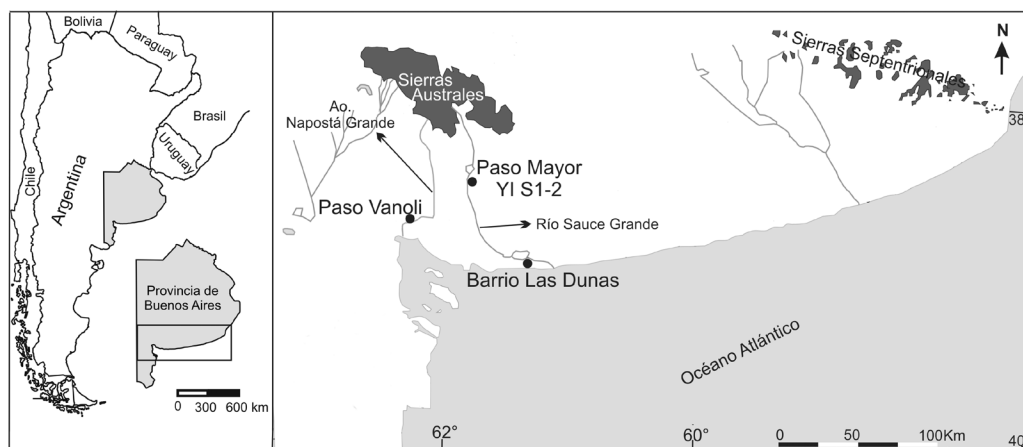 Bolivia
Paraguay
Brasil
Uruguay
Chile
Argentina
Provincia de
Buenos Aires
0 300 600 km
N
Sierras Septentrionales
38
Sierras
Australes
Ao.
Napostá Grande
Paso Mayor
YI S1-2
Paso Vanoli
Río Sauce Grande
Barrio Las Dunas
Océano Atlántico
62°
60°
0 50 100Km
40